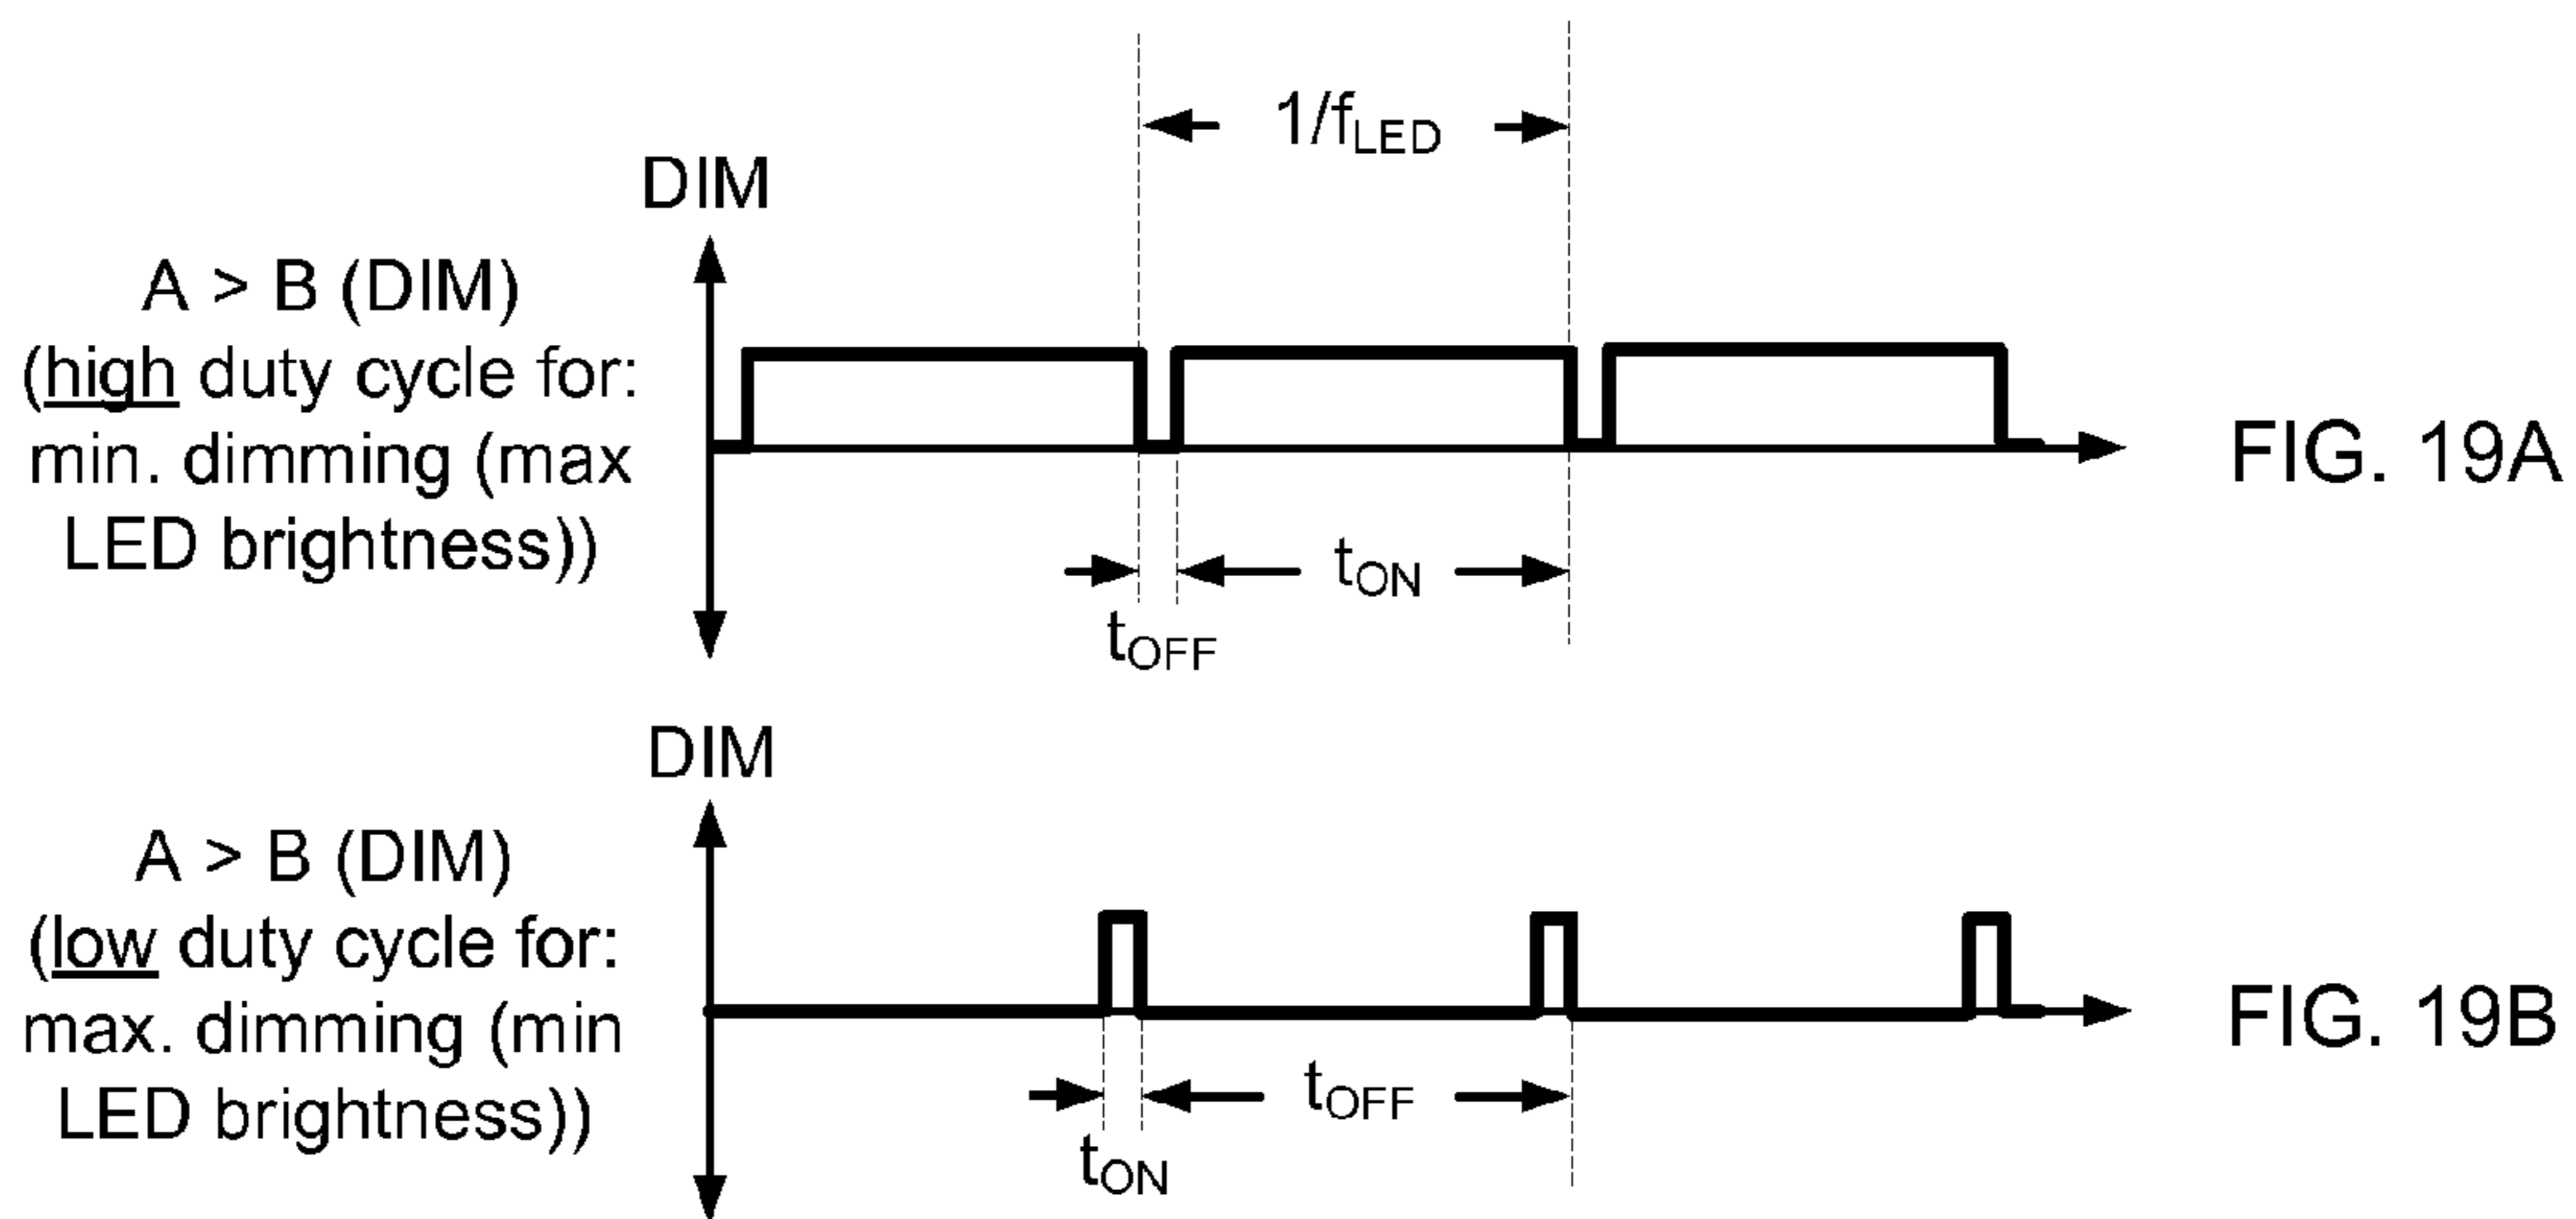 1/fLED
DIM
A > B (DIM)
(high duty cycle for:
min. dimming (max
LED brightness))
FIG. 19A
tON
tOFF
DIM
A > B (DIM)
(low duty cycle for:
max. dimming (min
LED brightness))
FIG. 19B
tOFF
tON